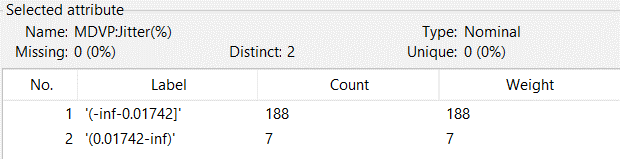 Selected attribute
Name: MDVP:Jitter(%) Type: Nominal
Missing: 0 (0%) Distinct: 2 Unique: 0 (0%)
No. Label Count Weight
1 '(-inf-0.01742]' 188 188
2 '(0.01742-inf)' 7 7